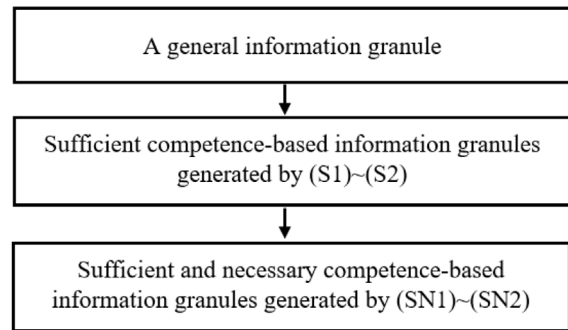 A general information granule
Sufficient competence-based information granules
generated by (S1)~(S2)
Sufficient and necessary competence-based
information granules generated by (SN1)~(SN2)